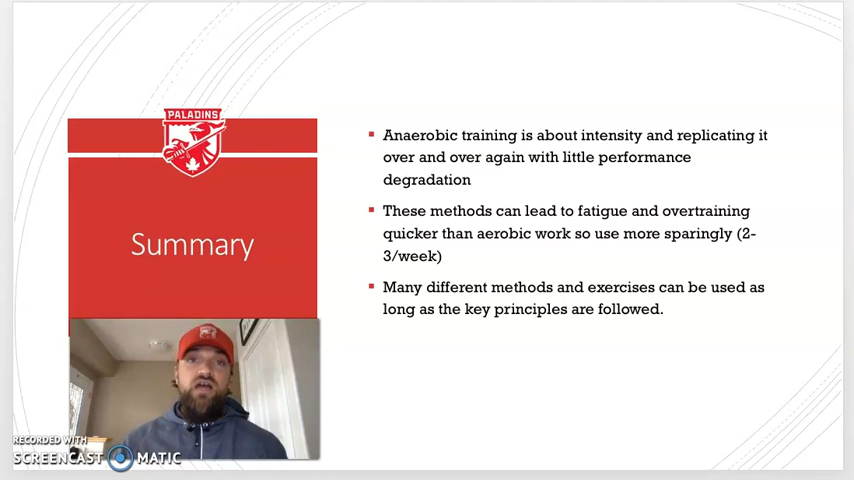 PALADINS
Summary
Anaerobic training is about intensity and replicating it
over and over again with little performance
degradation
These methods can lead to fatigue and overtraining
quicker than aerobic work so use more sparingly (2-
3/week)
Many different methods and exercises can be used as
long as the key principles are followed.
RECORDED WITH
SCREENCAST MATIC